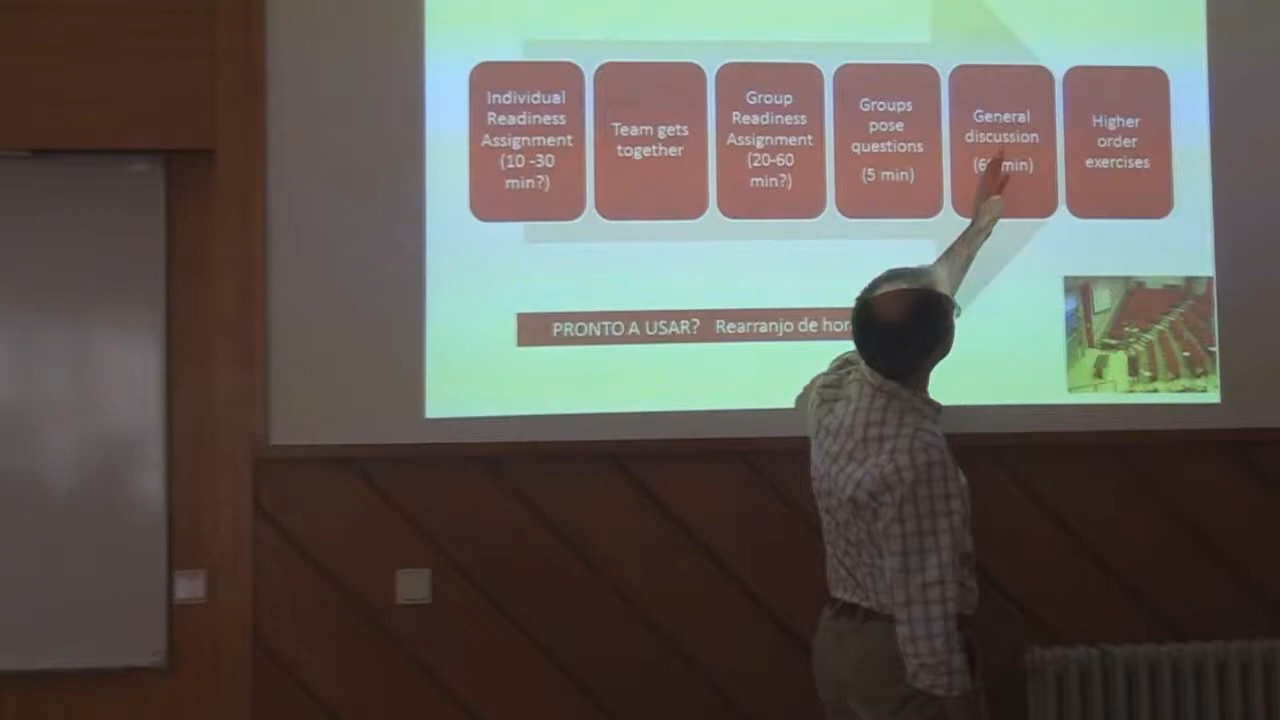 Individual
Readiness
Assignment
(10 -30
min?)
Team gets
together
Group
Readiness
Assignment
(20-60
min?)
Groups
pose
questions
(5 min)
General
discussion
min)
Higher
order
exercises
PRONTO A USAR? Rearranjo de